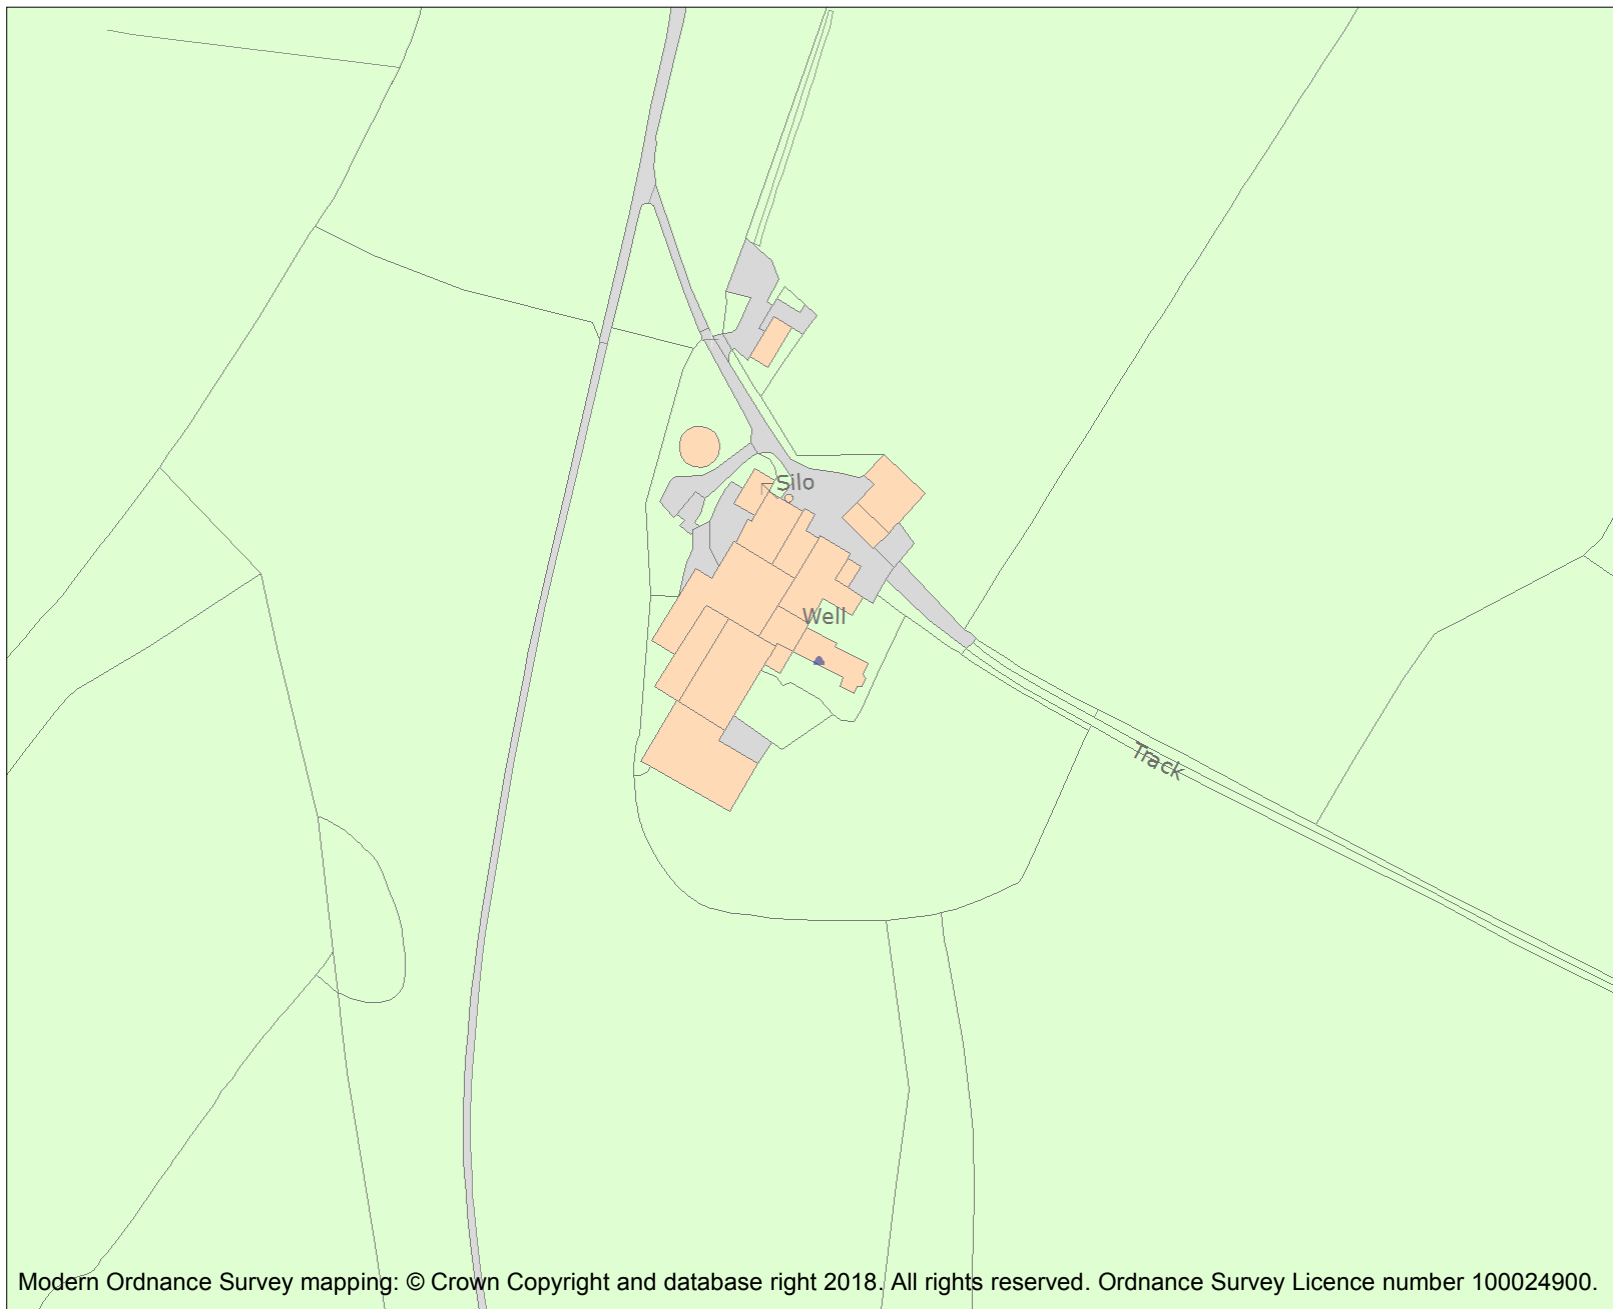 Silo
Well
Track
Modern Ordnance Survey mapping: © Crown Copyright and database right 2018. All rights reserved. Ordnance Survey Licence number 100024900.